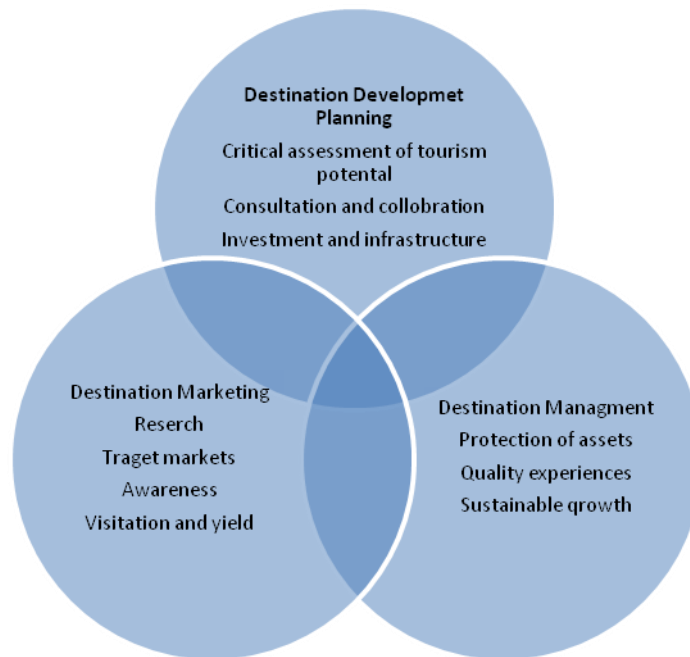 Destination Developmet
Planning
Critical assessment of tourism
potental
Consultation and collobration
Investment and infrastructure
Destination Marketing
Reserch
Traget markets
Awareness
Visitation and yield
Destination Managment
Protection of assets
Quality experiences
Sustainable qrowth